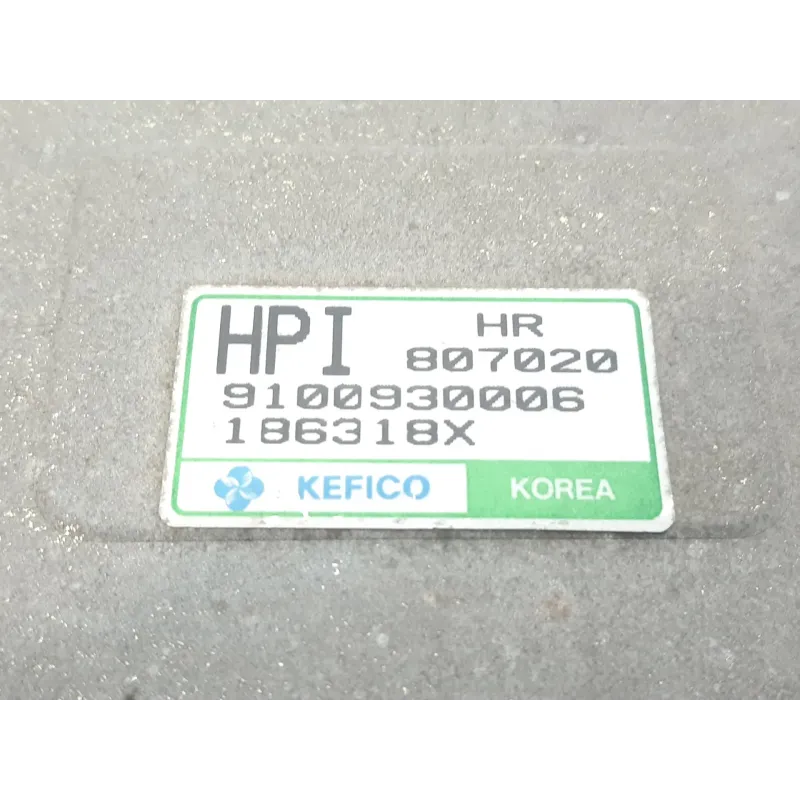 HPI HR
807020
9100930006
186318X
KEFICO KOREA